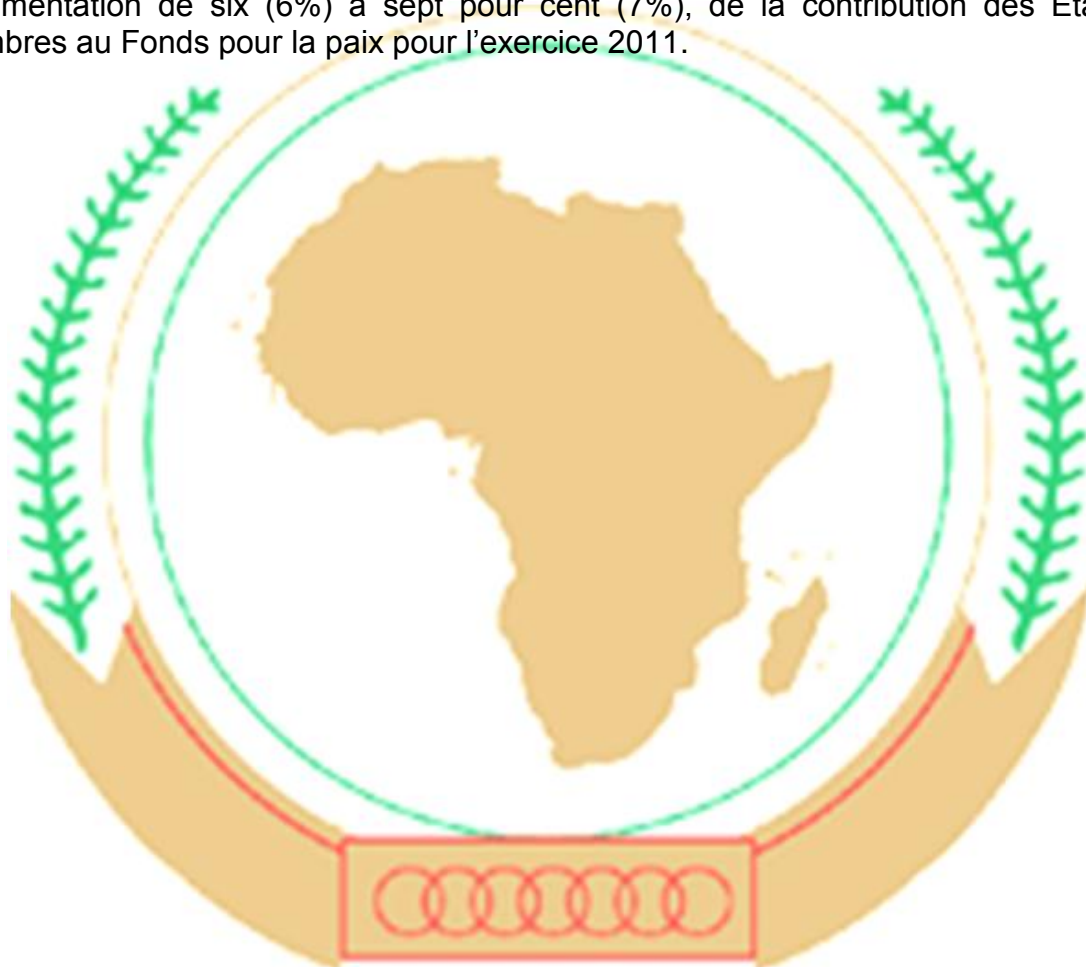 mentation de six (6%) à sept pour cent (7%), de la contribution des Éta
bres au Fonds pour la paix pour l'exercice 2011.